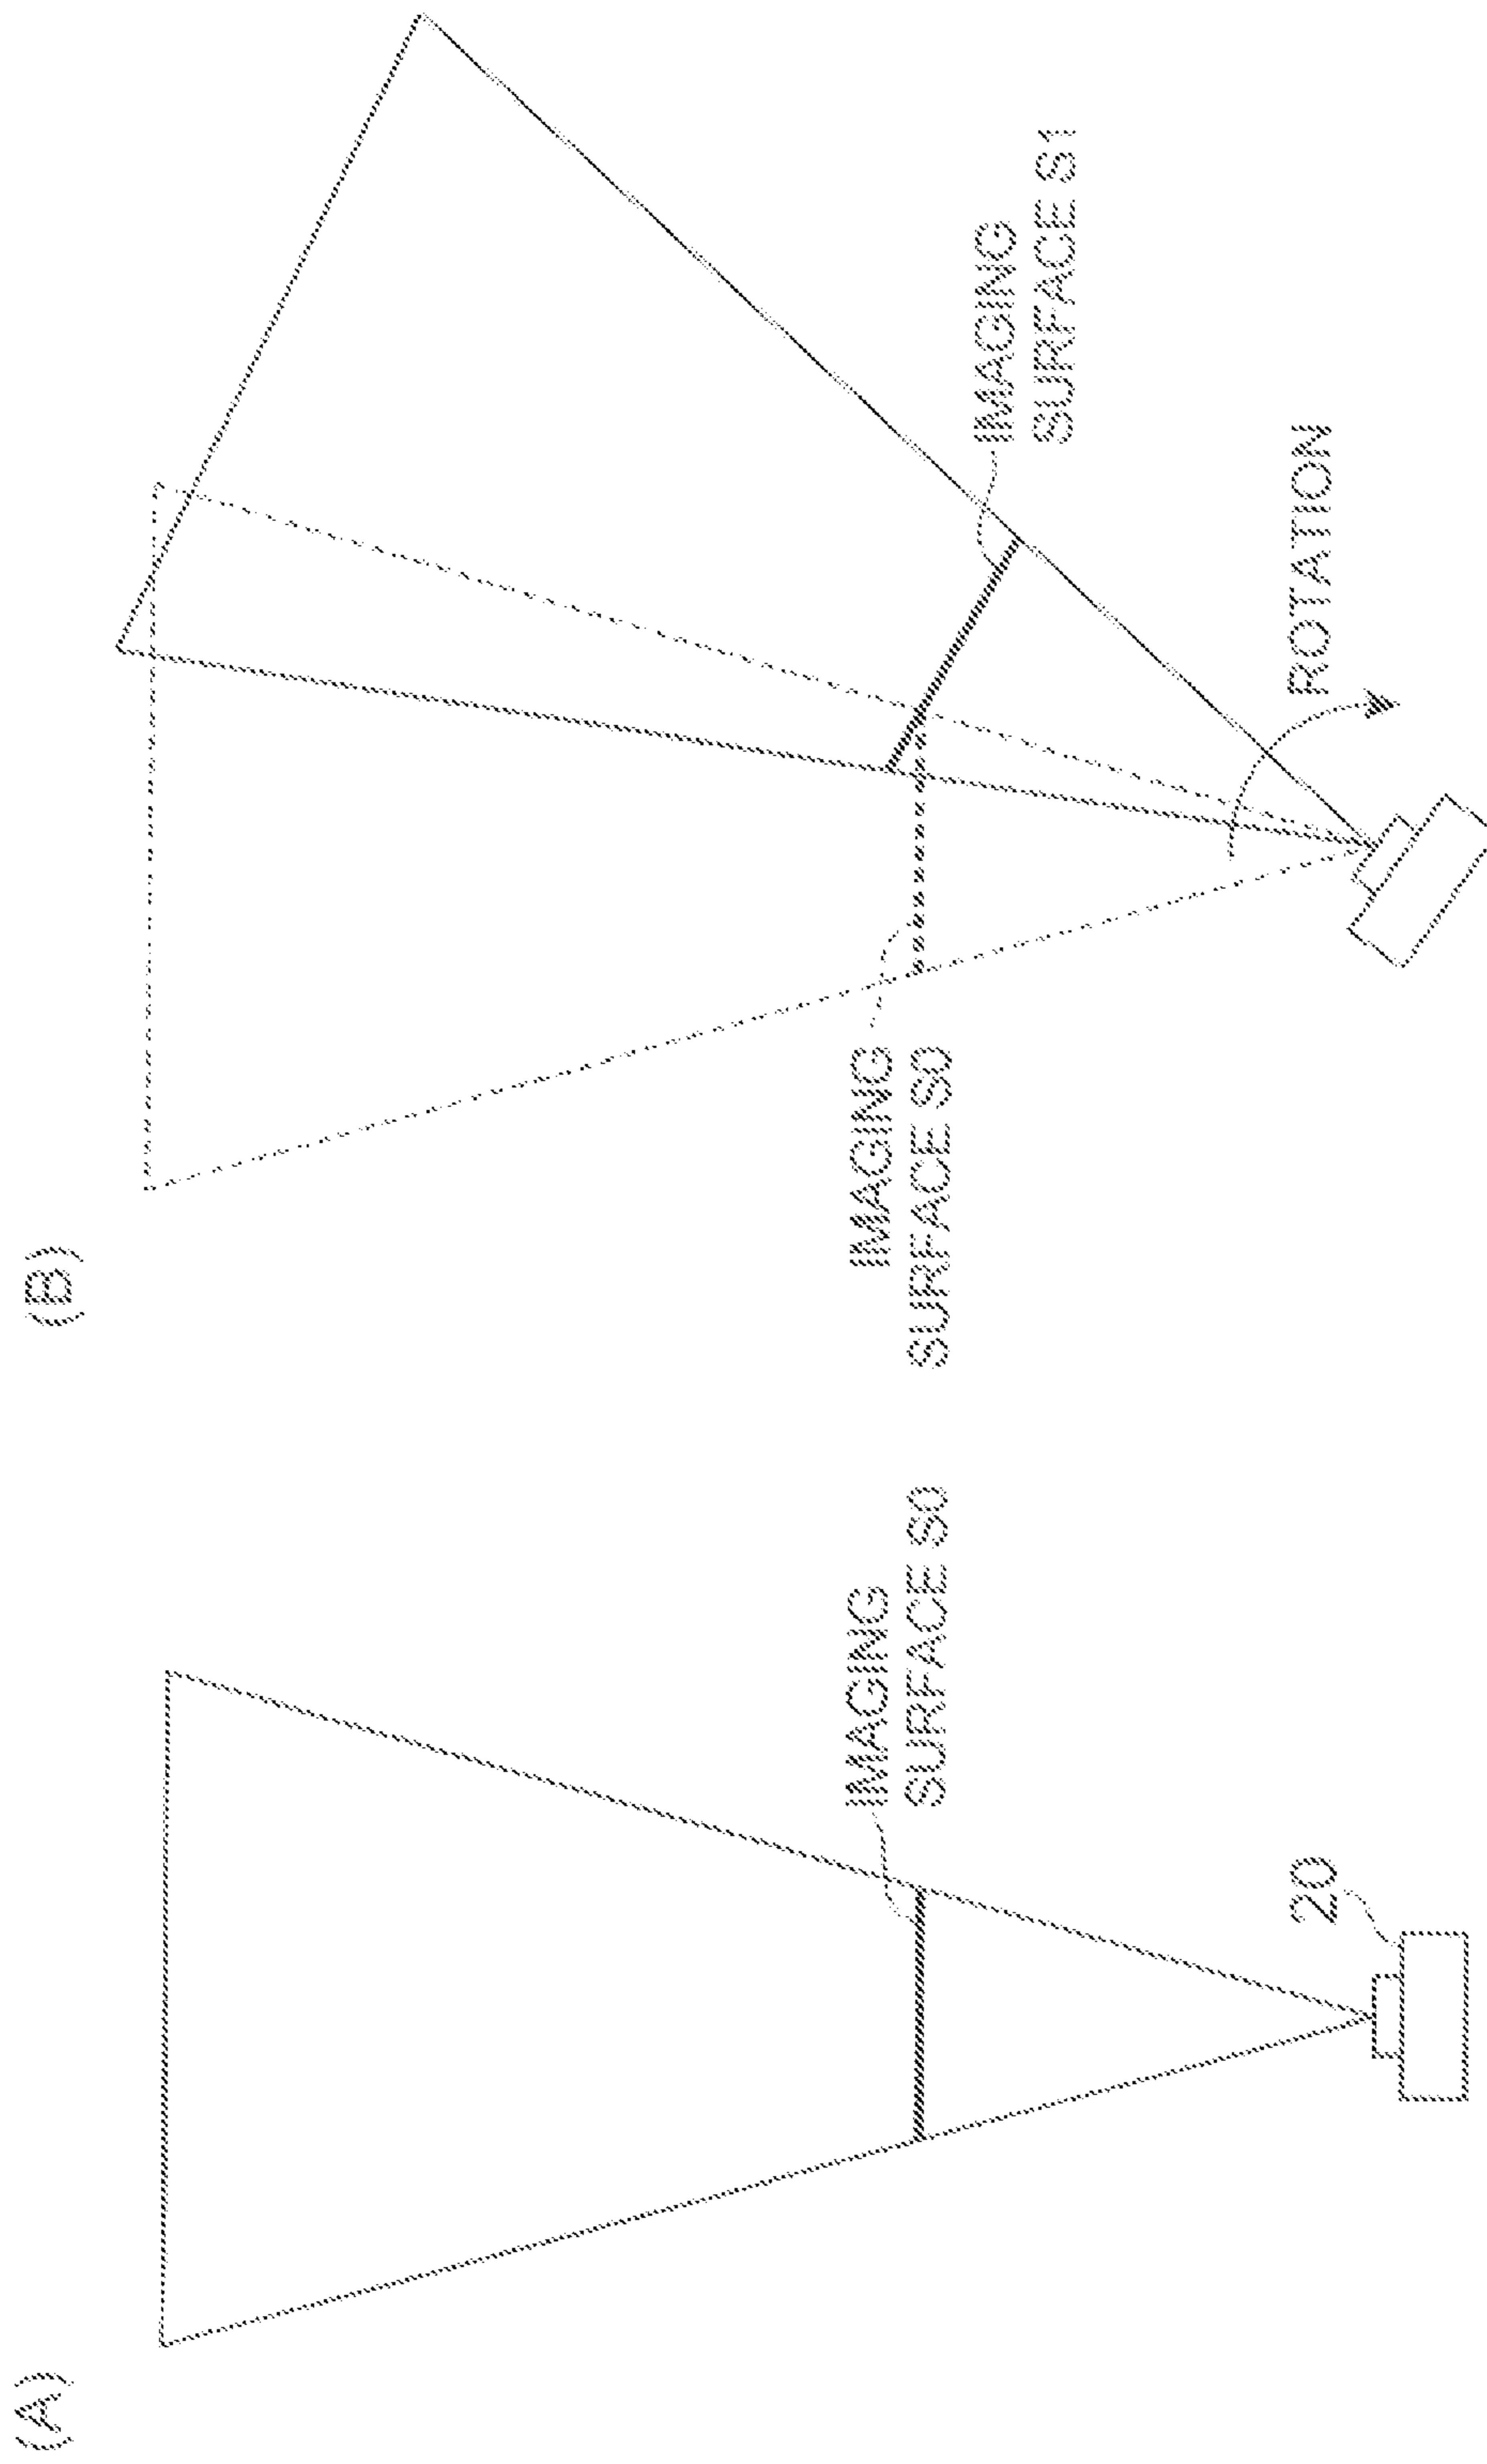 (A)
IMAGING
SURFACE S0
20
(B)
IMAGING
SURFACE S0
IMAGING
SURFACE S1
ROTATION